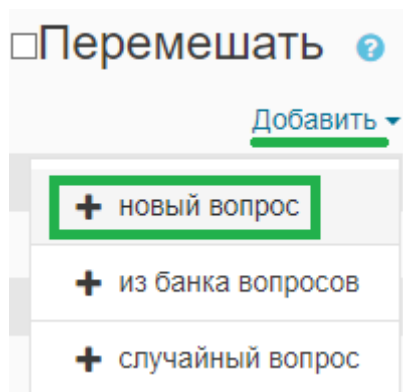 Перемешать ?
Добавить
новый вопрос
из банка вопросов
случайный вопрос